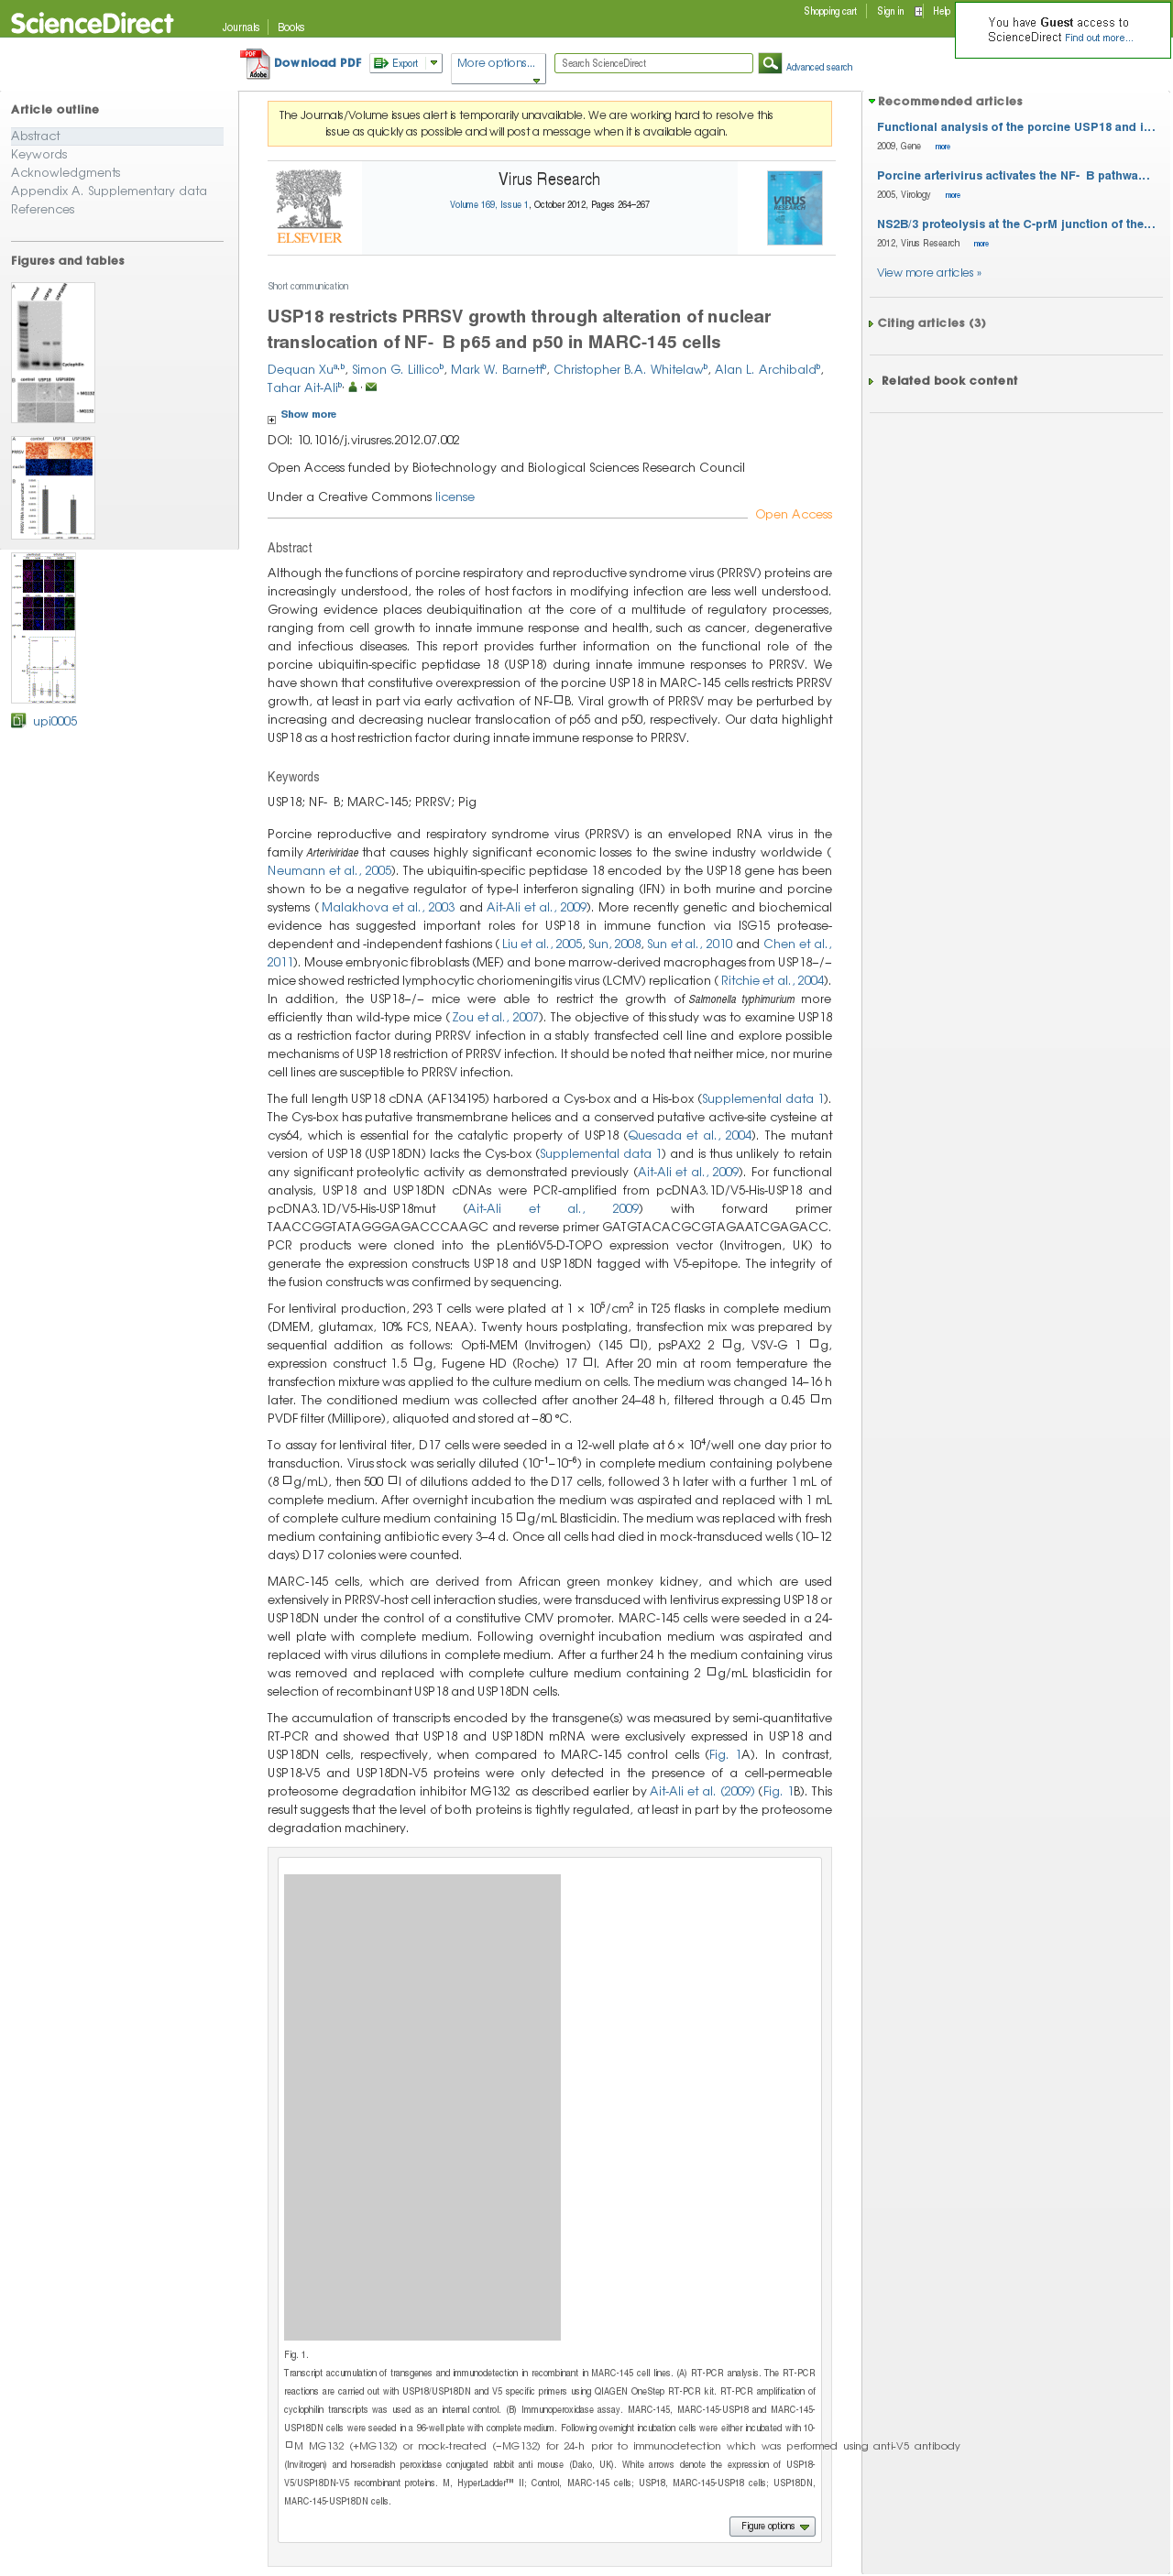 Shopping cart Sign in Help
You have Guest access to
ScienceDirect Find out more...
ScienceDirect
Journals Books
Download PDF Export More options... Search ScienceDirect Advanced search
Article outline
Abstract
Keywords
Acknowledgments
Appendix A. Supplementary data
References
Figures and tables
upi0005
The Journals/Volume issues alert is temporarily unavailable. We are working hard to resolve this
issue as quickly as possible and will post a message when it is available again.
ELSEVIER
Virus Research
Volume 169, Issue 1, October 2012, Pages 264–267
Short communication
USP18 restricts PRRSV growth through alteration of nuclear
translocation of NF- B p65 and p50 in MARC-145 cells
Dequan Xua,b, Simon G. Lillicob, Mark W. Barnettb, Christopher B.A. Whitelawb, Alan L. Archibaldb,
Tahar Ait-Alib,
Show more
DOI: 10.1016/j.virusres.2012.07.002
Open Access funded by Biotechnology and Biological Sciences Research Council
Under a Creative Commons license
Open Access
Abstract
Although the functions of porcine respiratory and reproductive syndrome virus (PRRSV) proteins are
increasingly understood, the roles of host factors in modifying infection are less well understood.
Growing evidence places deubiquitination at the core of a multitude of regulatory processes,
ranging from cell growth to innate immune response and health, such as cancer, degenerative
and infectious diseases. This report provides further information on the functional role of the
porcine ubiquitin-specific peptidase 18 (USP18) during innate immune responses to PRRSV. We
have shown that constitutive overexpression of the porcine USP18 in MARC-145 cells restricts PRRSV
growth, at least in part via early activation of NF-□B. Viral growth of PRRSV may be perturbed by
increasing and decreasing nuclear translocation of p65 and p50, respectively. Our data highlight
USP18 as a host restriction factor during innate immune response to PRRSV.
Keywords
USP18; NF- B; MARC-145; PRRSV; Pig
Porcine reproductive and respiratory syndrome virus (PRRSV) is an enveloped RNA virus in the
family Arteriviridae that causes highly significant economic losses to the swine industry worldwide (
Neumann et al., 2005). The ubiquitin-specific peptidase 18 encoded by the USP18 gene has been
shown to be a negative regulator of type-I interferon signaling (IFN) in both murine and porcine
systems ( Malakhova et al., 2003 and Ait-Ali et al., 2009). More recently genetic and biochemical
evidence has suggested important roles for USP18 in immune function via ISG15 protease-
dependent and -independent fashions ( Liu et al., 2005, Sun, 2008, Sun et al., 2010 and Chen et al.,
2011). Mouse embryonic fibroblasts (MEF) and bone marrow-derived macrophages from USP18−/−
mice showed restricted lymphocytic choriomeningitis virus (LCMV) replication ( Ritchie et al., 2004).
In addition, the USP18−/− mice were able to restrict the growth of Salmonella typhimurium more
efficiently than wild-type mice ( Zou et al., 2007). The objective of this study was to examine USP18
as a restriction factor during PRRSV infection in a stably transfected cell line and explore possible
mechanisms of USP18 restriction of PRRSV infection. It should be noted that neither mice, nor murine
cell lines are susceptible to PRRSV infection.
The full length USP18 cDNA (AF134195) harbored a Cys-box and a His-box (Supplemental data 1).
The Cys-box has putative transmembrane helices and a conserved putative active-site cysteine at
cys64, which is essential for the catalytic property of USP18 (Quesada et al., 2004). The mutant
version of USP18 (USP18DN) lacks the Cys-box (Supplemental data 1) and is thus unlikely to retain
any significant proteolytic activity as demonstrated previously (Ait-Ali et al., 2009). For functional
analysis, USP18 and USP18DN cDNAs were PCR-amplified from pcDNA3.1D/V5-His-USP18 and
pcDNA3.1D/V5-His-USP18mut (Ait-Ali et al., 2009) with forward primer
TAACCGGTATAGGGAGACCCAAGC and reverse primer GATGTACACGCGTAGAATCGAGACC.
PCR products were cloned into the pLenti6V5-D-TOPO expression vector (Invitrogen, UK) to
generate the expression constructs USP18 and USP18DN tagged with V5-epitope. The integrity of
the fusion constructs was confirmed by sequencing.
For lentiviral production, 293 T cells were plated at 1 × 10⁵/cm² in T25 flasks in complete medium
(DMEM, glutamax, 10% FCS, NEAA). Twenty hours postplating, transfection mix was prepared by
sequential addition as follows: Opti-MEM (Invitrogen) (145 □l), psPAX2 2 □g, VSV-G 1 □g,
expression construct 1.5 □g, Fugene HD (Roche) 17 □l. After 20 min at room temperature the
transfection mixture was applied to the culture medium on cells. The medium was changed 14–16 h
later. The conditioned medium was collected after another 24–48 h, filtered through a 0.45 □m
PVDF filter (Millipore), aliquoted and stored at −80 °C.
To assay for lentiviral titer, D17 cells were seeded in a 12-well plate at 6 × 10⁴/well one day prior to
transduction. Virus stock was serially diluted (10⁻¹–10⁻⁶) in complete medium containing polybene
(8 □g/mL), then 500 □l of dilutions added to the D17 cells, followed 3 h later with a further 1 mL of
complete medium. After overnight incubation the medium was aspirated and replaced with 1 mL
of complete culture medium containing 15 □g/mL Blasticidin. The medium was replaced with fresh
medium containing antibiotic every 3–4 d. Once all cells had died in mock-transduced wells (10–12
days) D17 colonies were counted.
MARC-145 cells, which are derived from African green monkey kidney, and which are used
extensively in PRRSV-host cell interaction studies, were transduced with lentivirus expressing USP18 or
USP18DN under the control of a constitutive CMV promoter. MARC-145 cells were seeded in a 24-
well plate with complete medium. Following overnight incubation medium was aspirated and
replaced with virus dilutions in complete medium. After a further 24 h the medium containing virus
was removed and replaced with complete culture medium containing 2 □g/mL blasticidin for
selection of recombinant USP18 and USP18DN cells.
The accumulation of transcripts encoded by the transgene(s) was measured by semi-quantitative
RT-PCR and showed that USP18 and USP18DN mRNA were exclusively expressed in USP18 and
USP18DN cells, respectively, when compared to MARC-145 control cells (Fig. 1A). In contrast,
USP18-V5 and USP18DN-V5 proteins were only detected in the presence of a cell-permeable
proteosome degradation inhibitor MG132 as described earlier by Ait-Ali et al. (2009) (Fig. 1B). This
result suggests that the level of both proteins is tightly regulated, at least in part by the proteosome
degradation machinery.
Fig. 1.
Transcript accumulation of transgenes and immunodetection in recombinant in MARC-145 cell lines. (A) RT-PCR analysis. The RT-PCR
reactions are carried out with USP18/USP18DN and V5 specific primers using QIAGEN OneStep RT-PCR kit. RT-PCR amplification of
cyclophilin transcripts was used as an internal control. (B) Immunoperoxidase assay. MARC-145, MARC-145-USP18 and MARC-145-
USP18DN cells were seeded in a 96-well plate with complete medium. Following overnight incubation cells were either incubated with 10-
□M MG132 (+MG132) or mock-treated (−MG132) for 24-h prior to immunodetection which was performed using anti-V5 antibody
(Invitrogen) and horseradish peroxidase conjugated rabbit anti mouse (Dako, UK). White arrows denote the expression of USP18-
V5/USP18DN-V5 recombinant proteins. M, HyperLadder™ II; Control, MARC-145 cells; USP18, MARC-145-USP18 cells; USP18DN,
MARC-145-USP18DN cells.
Figure options
Recommended articles
Functional analysis of the porcine USP18 and i...
2009, Gene more
Porcine arterivirus activates the NF- B pathwa...
2005, Virology more
NS2B/3 proteolysis at the C-prM junction of the...
2012, Virus Research more
View more articles »
Citing articles (3)
Related book content